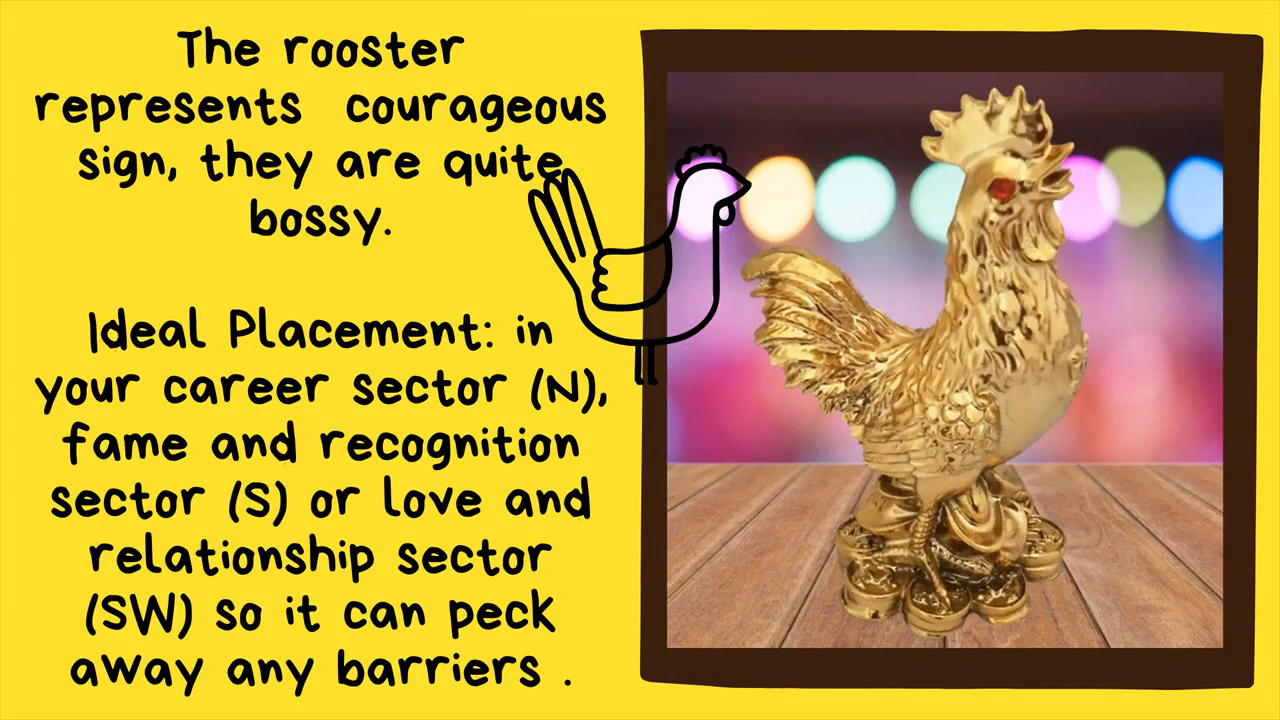 The rooster
represents courageous
sign, they are quite
bossy.
Ideal Placement: in
your career sector (N),
fame and recognition
sector (S) or love and
relationship sector
(SW) so it can peck
away any barriers .